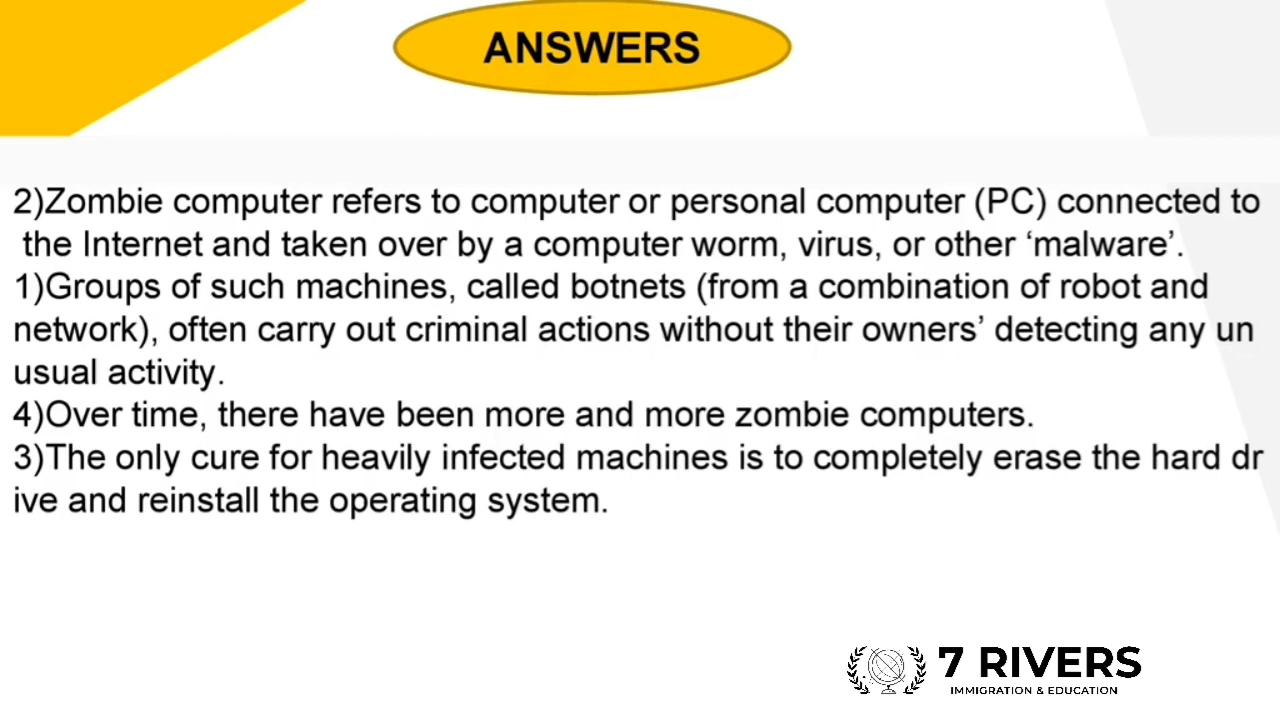 ANSWERS
2)Zombie computer refers to computer or personal computer (PC) connected to
the Internet and taken over by a computer worm, virus, or other ‘malware’.
1)Groups of such machines, called botnets (from a combination of robot and
network), often carry out criminal actions without their owners’ detecting any un
usual activity.
4)Over time, there have been more and more zombie computers.
3)The only cure for heavily infected machines is to completely erase the hard dr
ive and reinstall the operating system.
7 RIVERS
IMMIGRATION & EDUCATION